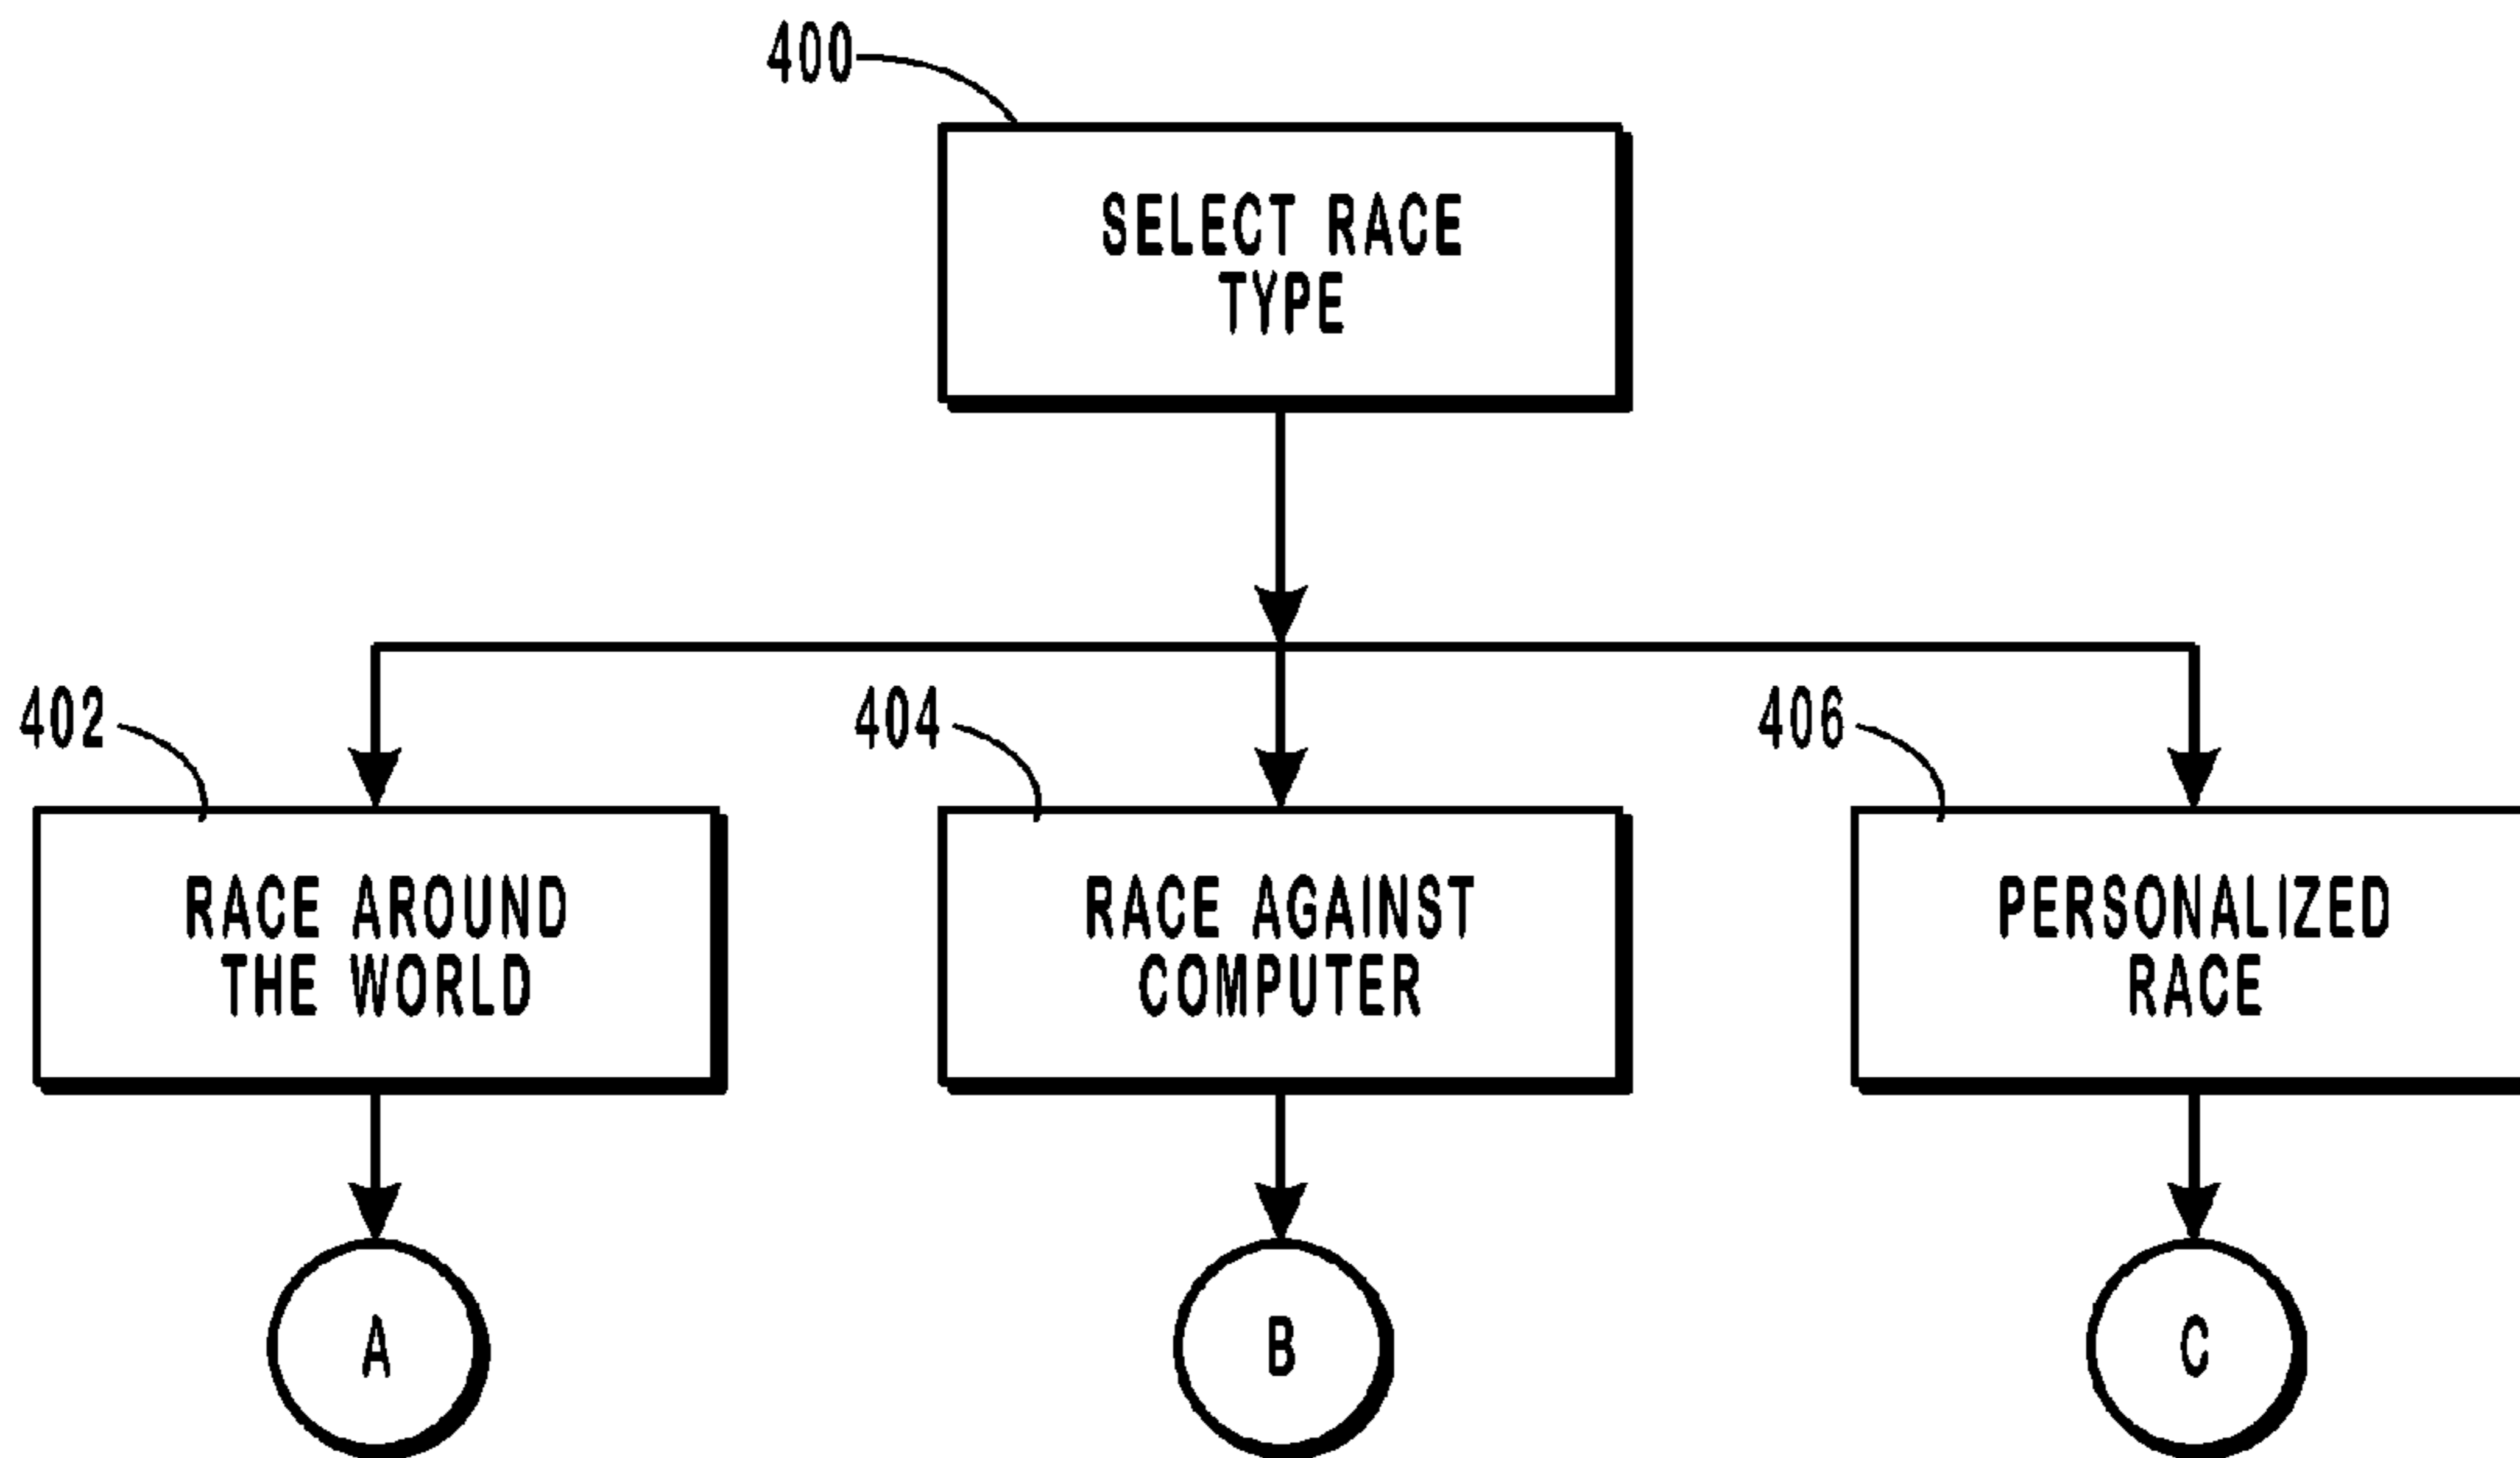 400
SELECT RACE
TYPE
402
404
406
RACE AROUND
THE WORLD
RACE AGAINST
COMPUTER
PERSONALIZED
RACE
A
B
C